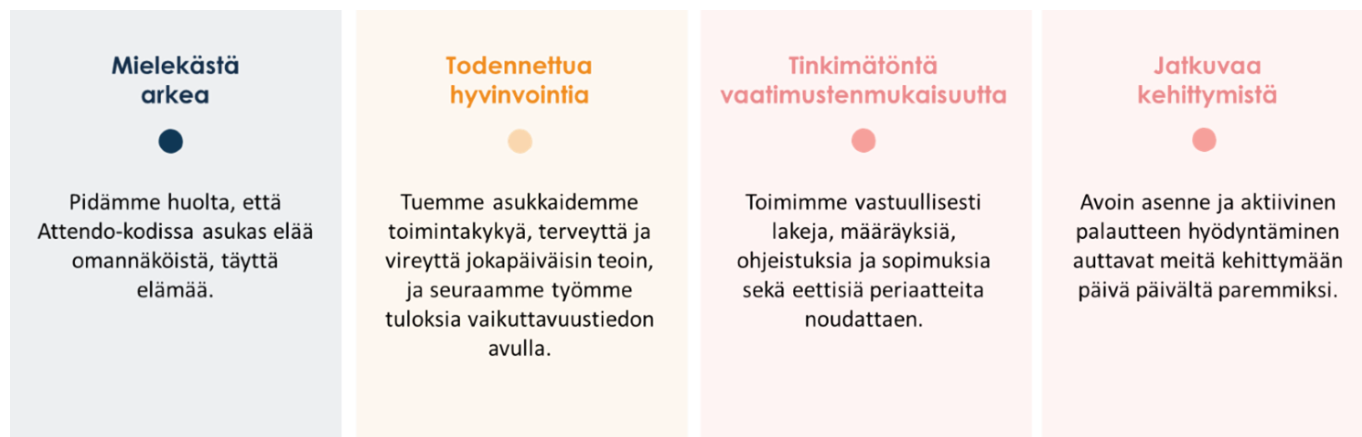 Mielekästä
arkea
Pidämme huolta, että
Attendo-kodissa asukas elää
omannäköistä, täyttä
elämää.
Todennettua
hyvinvointia
Tuemme asukkaidemme
toimintakykyä, terveyttä ja
vireyttä jokapäiväisin teoin,
ja seuraamme työmme
tuloksia vaikuttavuustiedon
avulla.
Tinkimätöntä
vaatimustenmukaisuutta
Toimimme vastuullisesti
lakeja, määräyksiä,
ohjeistuksia ja sopimuksia
sekä eettisiä periaatteita
noudattaen.
Jatkuvaa
kehittymistä
Avoin asenne ja aktiivinen
palautteen hyödyntäminen
auttavat meitä kehittymään
päivä päivältä paremmiksi.